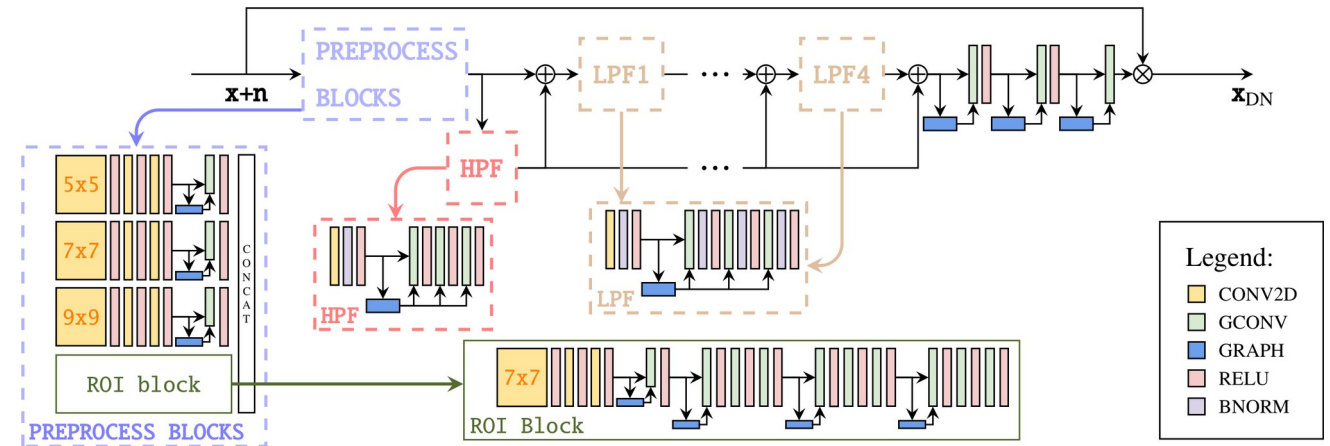 PREPROCESS
BLOCKS
LPF1
...
LPF4
x+n
x_DN
HPF
...
5x5
7x7
9x9
CONCAT
ROI block
PREPROCESS BLOCKS
HPF
LPF
7x7
ROI Block
Legend:
CONV2D
GCONV
GRAPH
RELU
BNORM